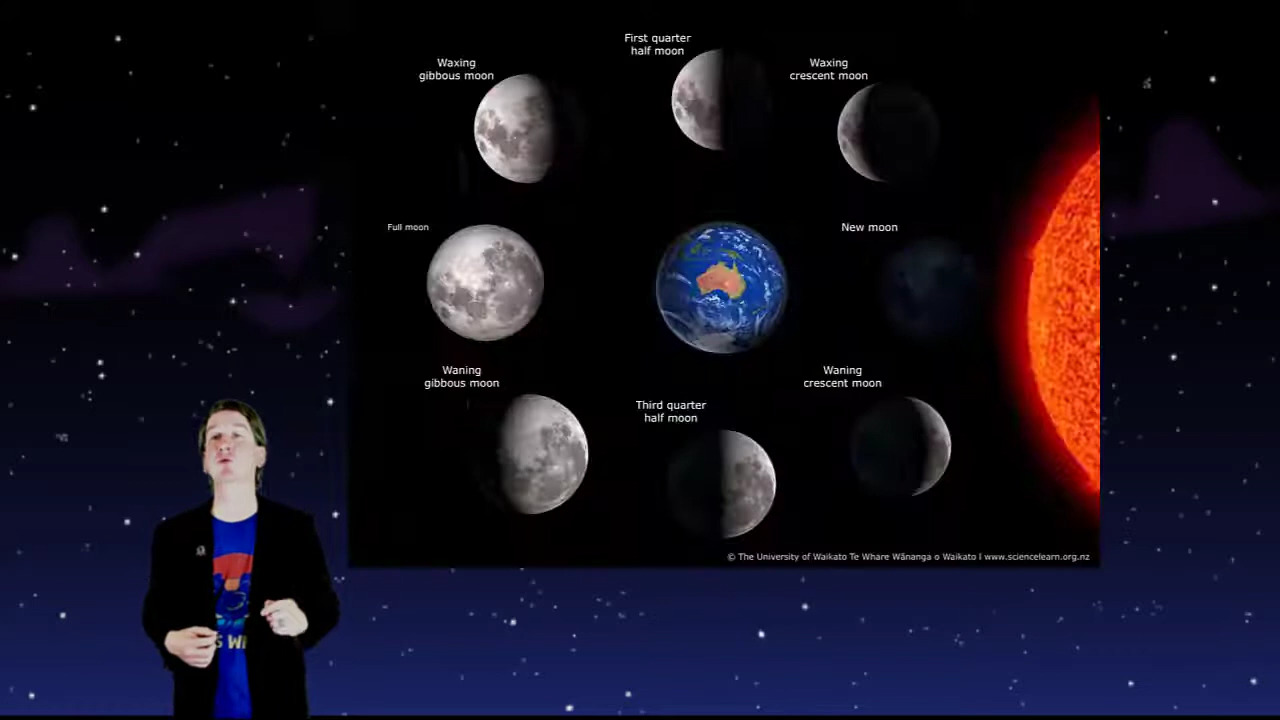 First quarter
half moon
Waxing
gibbous moon
Waxing
crescent moon
Full moon
New moon
Waning
gibbous moon
Waning
crescent moon
Third quarter
half moon
© The University of Waikato Te Whare Wānanga o Waikato I www.sciencelearn.org.nz